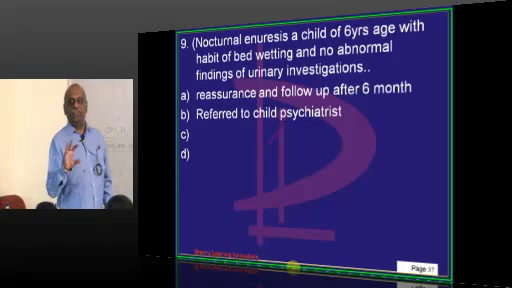 9. (Nocturnal enuresis a child of 6yrs age with
habit of bed wetting and no abnormal
findings of urinary investigations..
a) reassurance and follow up after 6 month
b) Referred to child psychiatrist
c)
d)
Page 31